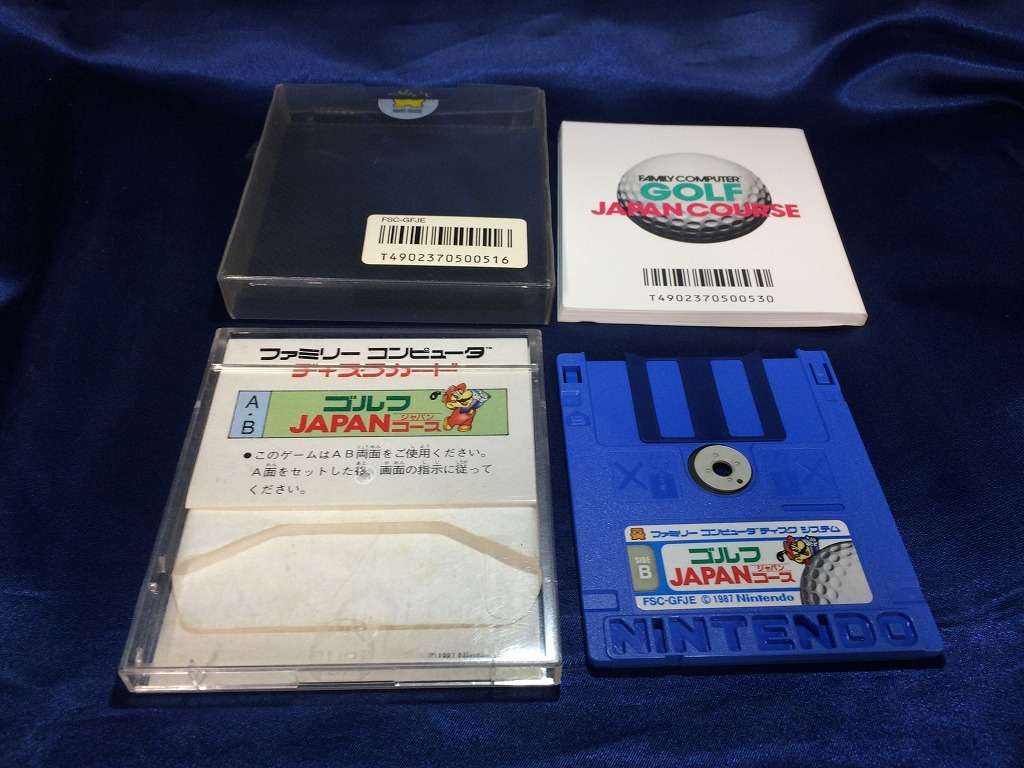 FSC-GFJE
T4902370500516
FAMILY COMPUTER
GOLF
JAPAN COURSE
T4902370500530
ファミリー コンピュータ™
ディスクカード
A・B
ゴルフ
JAPANコース
ジャパン
●このゲームはAB両面をご使用ください。
A面をセットした後、画面の指示に従って
ください。
©1987 Nin
ファミリー コンピュータ ディスク システム
SIDE
B
ゴルフ
JAPANコース
ジャパン
FSC-GFJE ©1987 Nintendo
NINTENDO